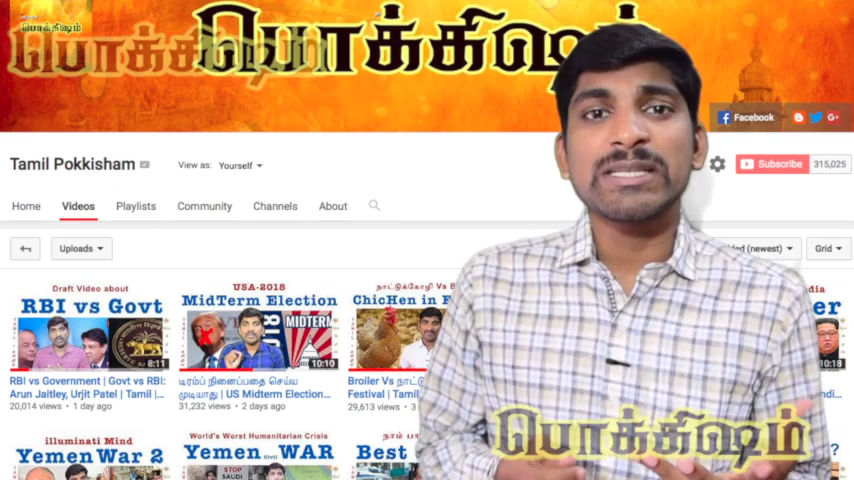 பொக்கிஷம்
பொக்கிஷம்
பொக்கிஷம்
Facebook
Tamil Pokkisham
View as: Yourself
Subscribe 315,025
Home Videos Playlists Community Channels About
Uploads
(newest) Grid
Draft Video about
RBI vs Govt
8:11
RBI vs Government | Govt vs RBI:
Arun Jaitley, Urjit Patel | Tamil |...
20,014 views • 1 day ago
USA-2018
MidTerm Election
MIDTERM
10:10
டிரம்ப் நினைப்பதை செய்ய
முடியாது | US Midterm Election...
31,232 views • 2 days ago
நாட்டுக்கோழி Vs B
ChicHen in F
Broiler Vs நாட்டு
Festival | Tamil
29,613 views • 3
10:18
illuminati Mind
Yemen War 2
World's Worst Humanitarian Crisis
Yemen WAR
STOP
SAUDI
நாம்
Best
பொக்கிஷம்